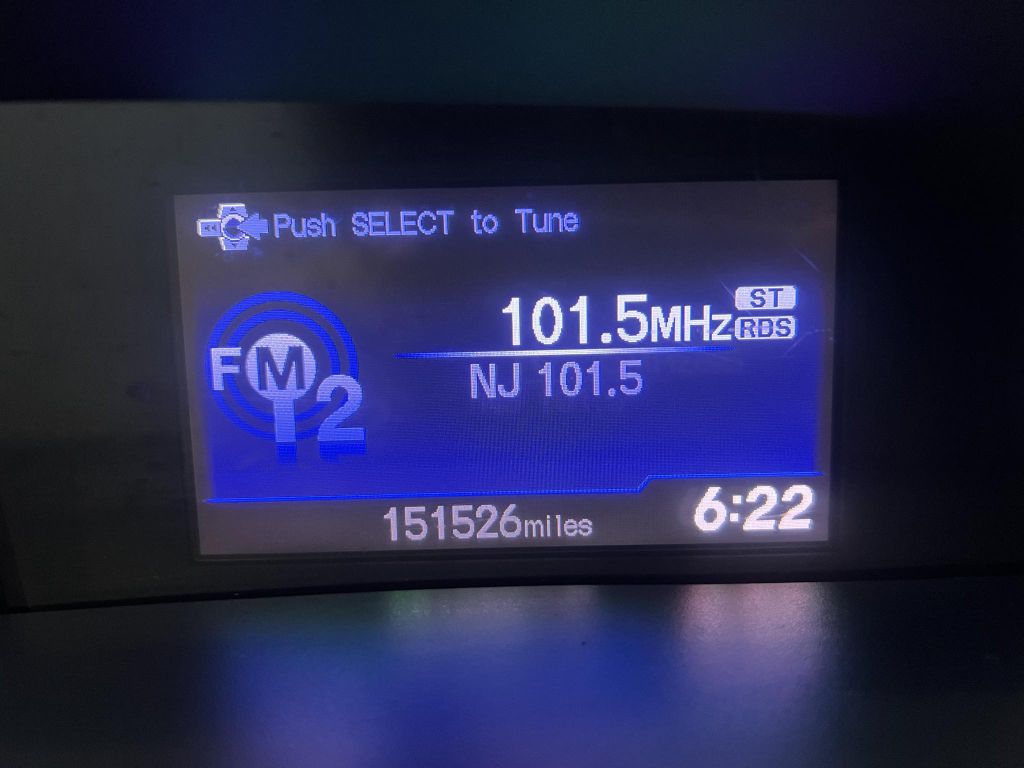 Push SELECT to Tune
101.5MHz ST
RDS
FM
2
NJ 101.5
151526miles
6:22